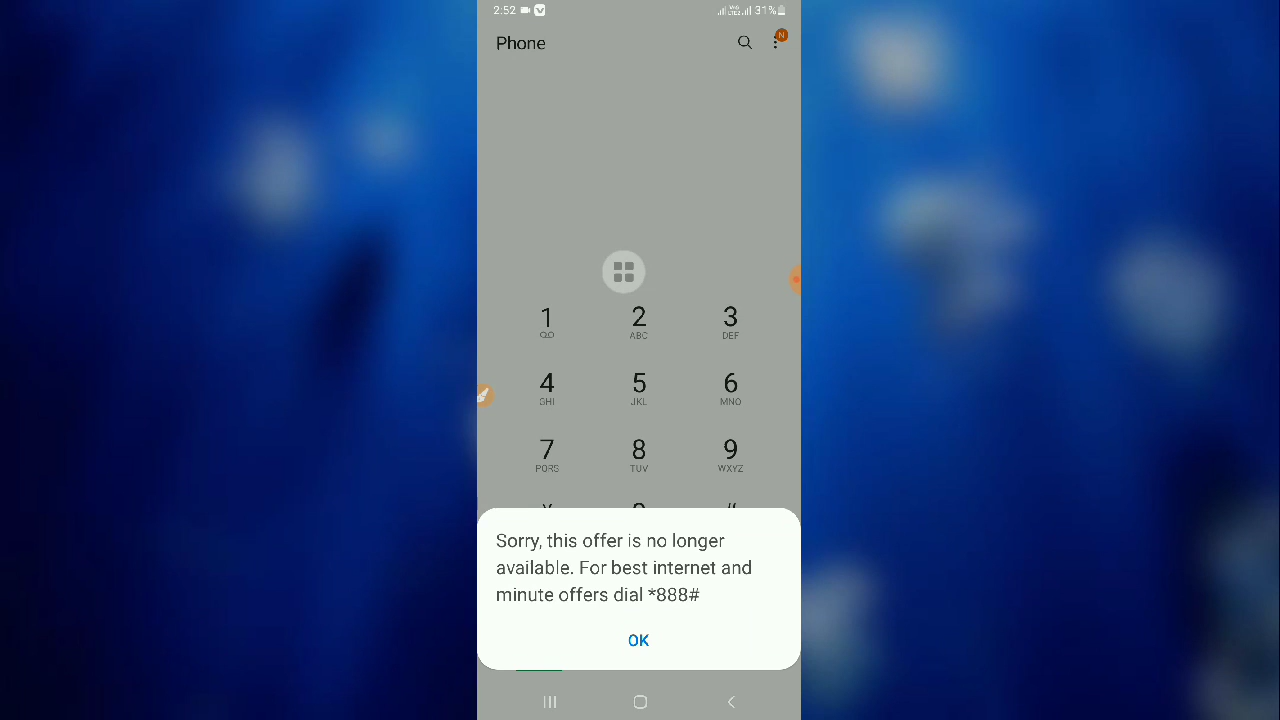 2:52 31%
Phone
N
1 2 3
ABC DEF
4 5 6
GHI JKL MNO
7 8 9
PQRS TUV WXYZ
Sorry, this offer is no longer
available. For best internet and
minute offers dial *888#
OK